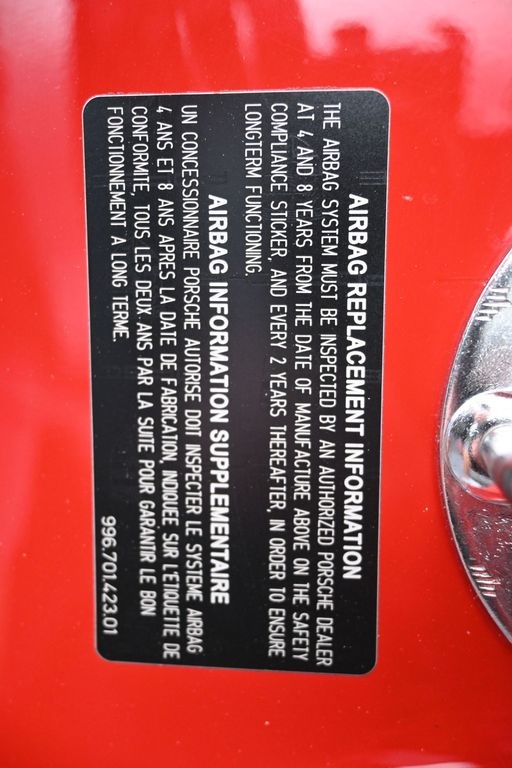 AIRBAG REPLACEMENT INFORMATION
THE AIRBAG SYSTEM MUST BE INSPECTED BY AN AUTHORIZED PORSCHE DEALER
AT 4, AND 8 YEARS FROM THE DATE OF MANUFACTURE ABOVE ON THE SAFETY
COMPLIANCE STICKER, AND EVERY 2 YEARS THEREAFTER, IN ORDER TO ENSURE
LONGTERM FUNCTIONING.
AIRBAG INFORMATION SUPPLEMENTAIRE
UN CONCESSIONNAIRE PORSCHE AUTORISE DOIT INSPECTER LE SYSTEME AIRBAG
4 ANS ET 8 ANS APRES LA DATE DE FABRICATION, INDIQUEE SUR L'ETIQUETTE DE
CONFORMITE, TOUS LES DEUX ANS PAR LA SUITE POUR GARANTIR LE BON
FONCTIONNEMENT A LONG TERME.
996.701.423.01